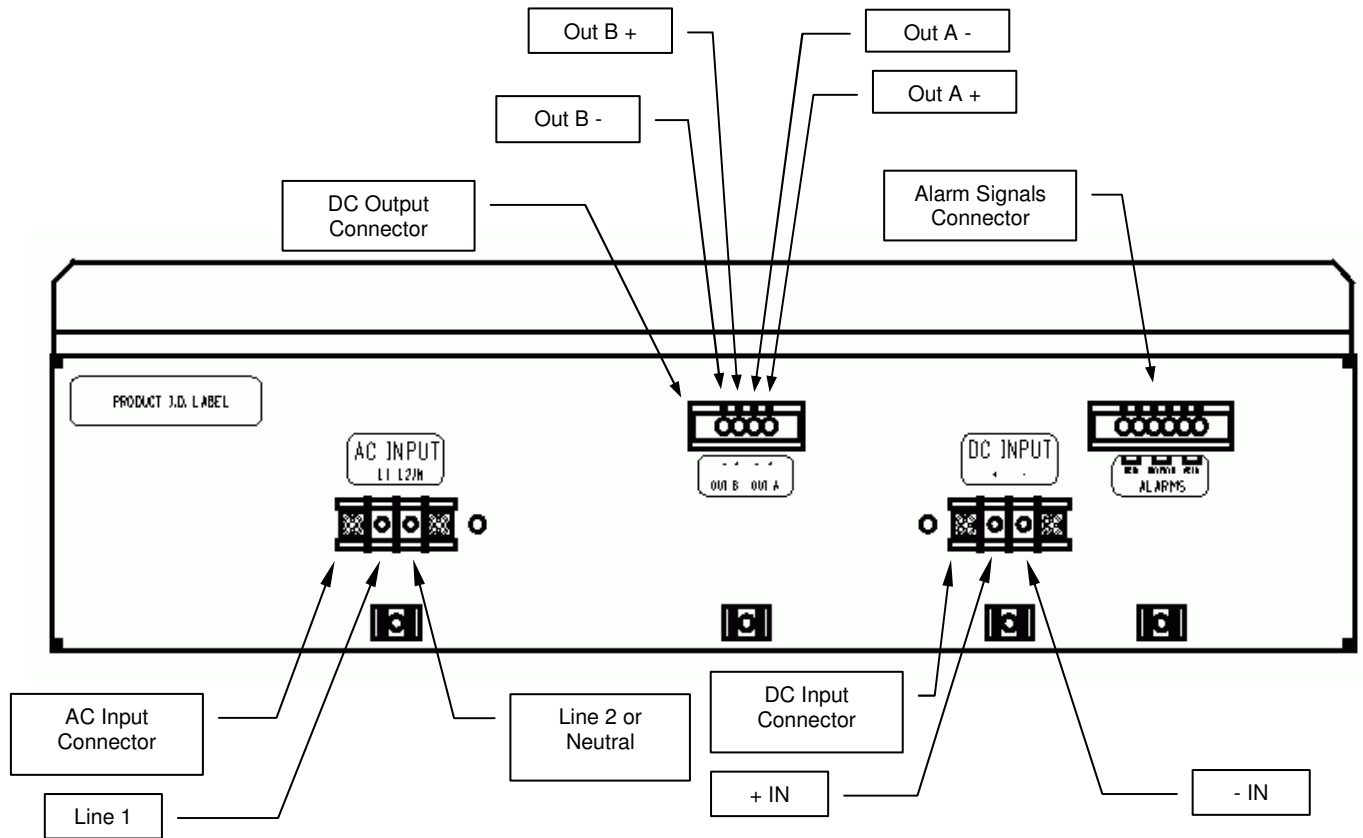 Out B +
Out A -
Out A +
Out B -
DC Output
Connector
Alarm Signals
Connector
PRODUCT I.D. LABEL
AC INPUT
L1 L2/N
- + - +
OUT B OUT A
DC INPUT
+ -
ALARMS
AC Input
Connector
Line 2 or
Neutral
DC Input
Connector
Line 1
+ IN
- IN